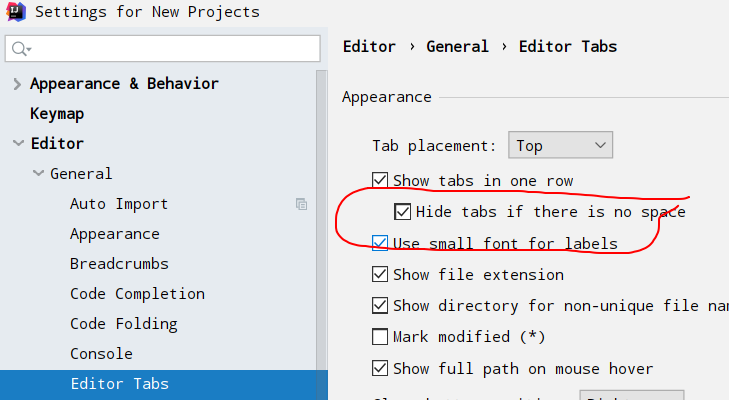 Settings for New Projects
Appearance & Behavior
Keymap
Editor
General
Auto Import
Appearance
Breadcrumbs
Code Completion
Code Folding
Console
Editor Tabs
Editor › General › Editor Tabs
Appearance
Tab placement: Top
Show tabs in one row
Hide tabs if there is no space
Use small font for labels
Show file extension
Show directory for non-unique file
Mark modified (*)
Show full path on mouse hover